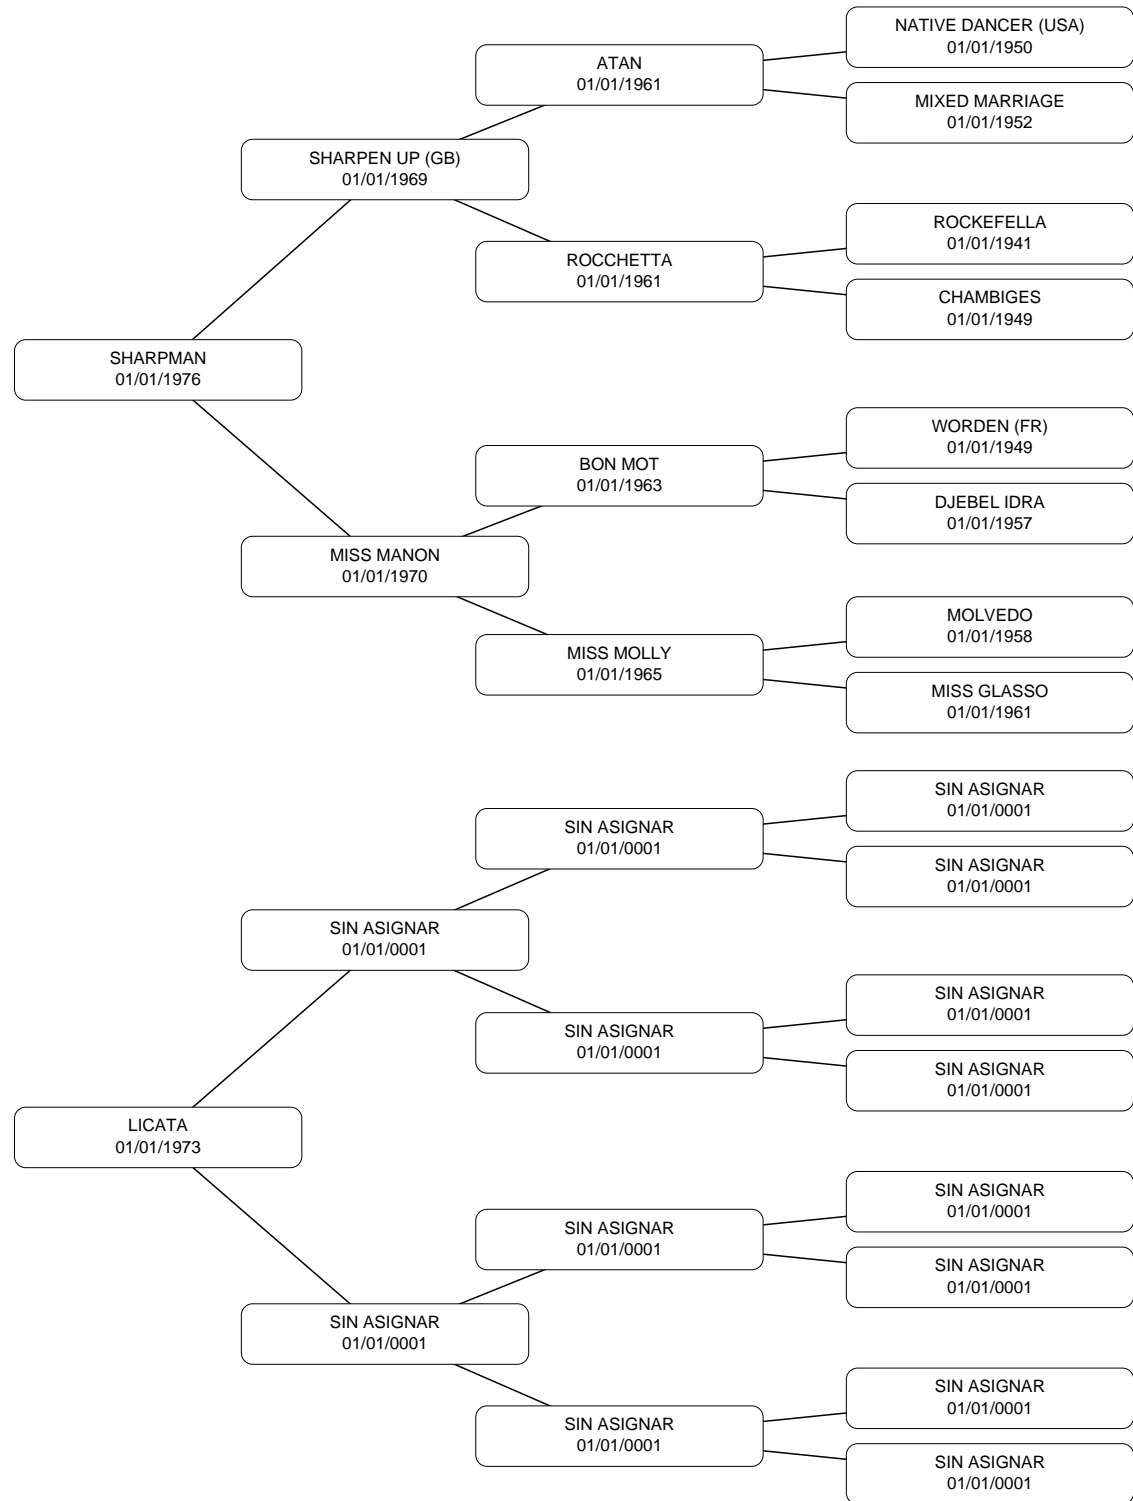 NATIVE DANCER (USA)
01/01/1950
ATAN
01/01/1961
MIXED MARRIAGE
01/01/1952
SHARPEN UP (GB)
01/01/1969
ROCKEFELLA
01/01/1941
ROCCHETTA
01/01/1961
CHAMBIGES
01/01/1949
SHARPMAN
01/01/1976
WORDEN (FR)
01/01/1949
BON MOT
01/01/1963
DJEBEL IDRA
01/01/1957
MISS MANON
01/01/1970
MOLVEDO
01/01/1958
MISS MOLLY
01/01/1965
MISS GLASSO
01/01/1961
SIN ASIGNAR
01/01/0001
SIN ASIGNAR
01/01/0001
SIN ASIGNAR
01/01/0001
SIN ASIGNAR
01/01/0001
SIN ASIGNAR
01/01/0001
SIN ASIGNAR
01/01/0001
SIN ASIGNAR
01/01/0001
LICATA
01/01/1973
SIN ASIGNAR
01/01/0001
SIN ASIGNAR
01/01/0001
SIN ASIGNAR
01/01/0001
SIN ASIGNAR
01/01/0001
SIN ASIGNAR
01/01/0001
SIN ASIGNAR
01/01/0001
SIN ASIGNAR
01/01/0001